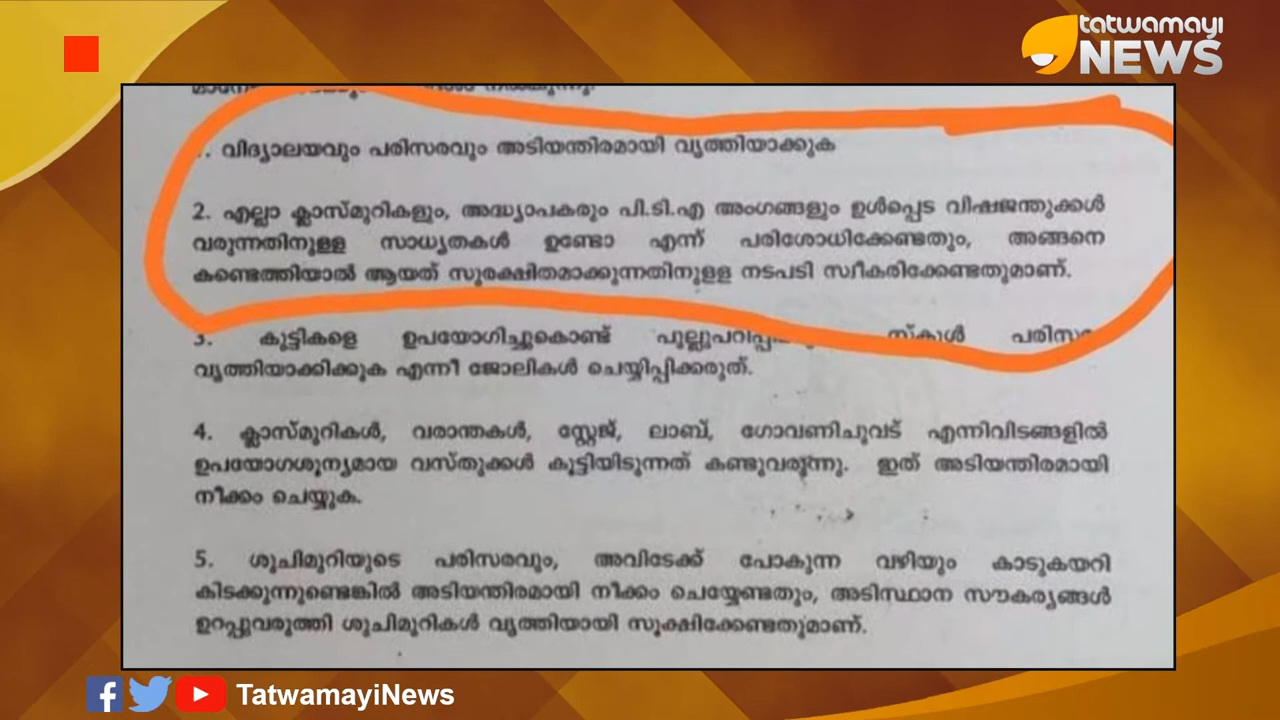 tatwamayi
NEWS
വിദ്യാലയവും പരിസരവും അടിയന്തിരമായി വൃത്തിയാക്കുക
2. എല്ലാ ക്ലാസ്മുറികളും, അദ്ധ്യാപകരും പി.ടി.എ അംഗങ്ങളും ഉൾപ്പെട വിഷജന്തുക്കൾ
വരുന്നതിനുളള സാധ്യതകൾ ഉണ്ടോ എന്ന് പരിശോധിക്കേണ്ടതും, അങ്ങനെ
കണ്ടെത്തിയാൽ ആയത് സുരക്ഷിതമാക്കുന്നതിനുളള നടപടി സ്വീകരിക്കേണ്ടതുമാണ്.
3. കുട്ടികളെ ഉപയോഗിച്ചുകൊണ്ട് സ്കൂൾ
വൃത്തിയാക്കിക്കുക എന്നീ ജോലികൾ ചെയ്യിപ്പിക്കരുത്.
4. ക്ലാസ്മുറികൾ, വരാന്തകൾ, സ്റ്റേജ്, ലാബ്, ഗോവണിചുവട് എന്നിവിടങ്ങളിൽ
ഉപയോഗശൂന്യമായ വസ്തുക്കൾ കൂട്ടിയിടുന്നത് കണ്ടുവരുന്നു. ഇത് അടിയന്തിരമായി
നീക്കം ചെയ്യുക.
5. ശുചിമുറിയുടെ പരിസരവും, അവിടേക്ക് പോകുന്ന വഴിയും കാടുകയറി
കിടക്കുന്നുണ്ടെങ്കിൽ അടിയന്തിരമായി നീക്കം ചെയ്യേണ്ടതും, അടിസ്ഥാന സൗകര്യങ്ങൾ
ഉറപ്പുവരുത്തി ശുചിമുറികൾ വൃത്തിയായി സൂക്ഷിക്കേണ്ടതുമാണ്.
TatwamayiNews